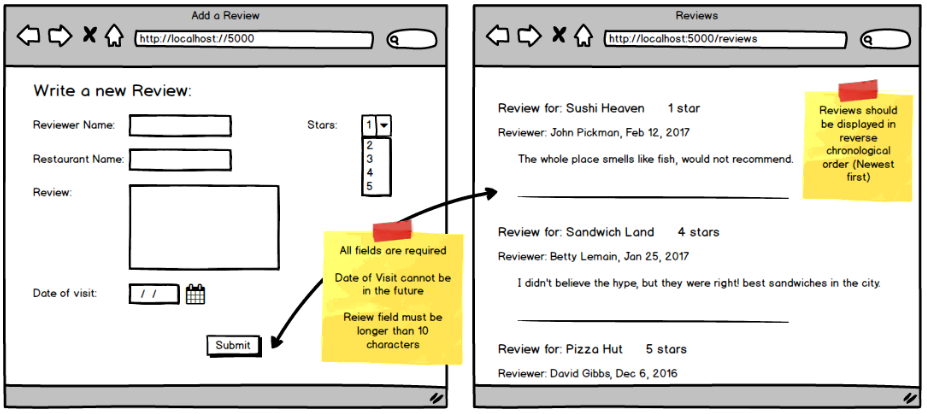 Add a Review
http://localhost://5000
Write a new Review:
Reviewer Name:
Stars:
1
2
3
4
5
Restaurant Name:
Review:
Date of visit:
/ /
Submit
All fields are required
Date of Visit cannot be
in the future
Reiew field must be
longer than 10
characters
Reviews
http://localhost:5000/reviews
Review for: Sushi Heaven 1 star
Reviewer: John Pickman, Feb 12, 2017
The whole place smells like fish, would not recommend.
Reviews should
be displayed in
reverse
chronological
order (Newest
first)
Review for: Sandwich Land 4 stars
Reviewer: Betty Lemain, Jan 25, 2017
I didn't believe the hype, but they were right! best sandwiches in the city.
Review for: Pizza Hut 5 stars
Reviewer: David Gibbs, Dec 6, 2016